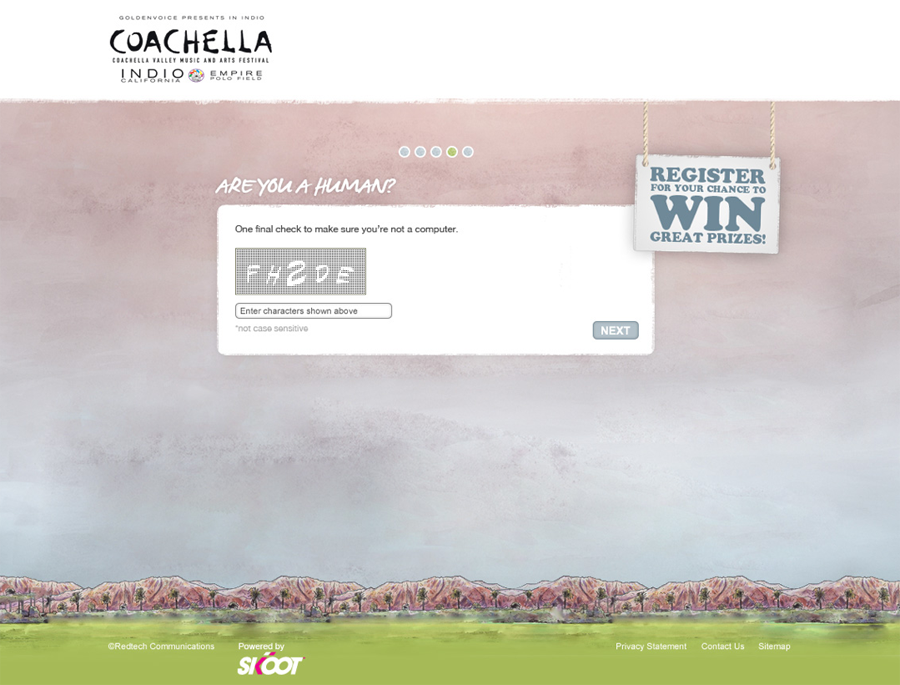 GOLDENVOICE PRESENTS IN INDIO
COACHELLA
COACHELLA VALLEY MUSIC AND ARTS FESTIVAL
INDIO EMPIRE
CALIFORNIA POLO FIELD
ARE YOU A HUMAN?
REGISTER
FOR YOUR CHANCE TO
WIN
GREAT PRIZES!
One final check to make sure you're not a computer.
Enter characters shown above
*not case sensitive
NEXT
©Redtech Communications
Powered by
SKOOT
Privacy Statement
Contact Us
Sitemap